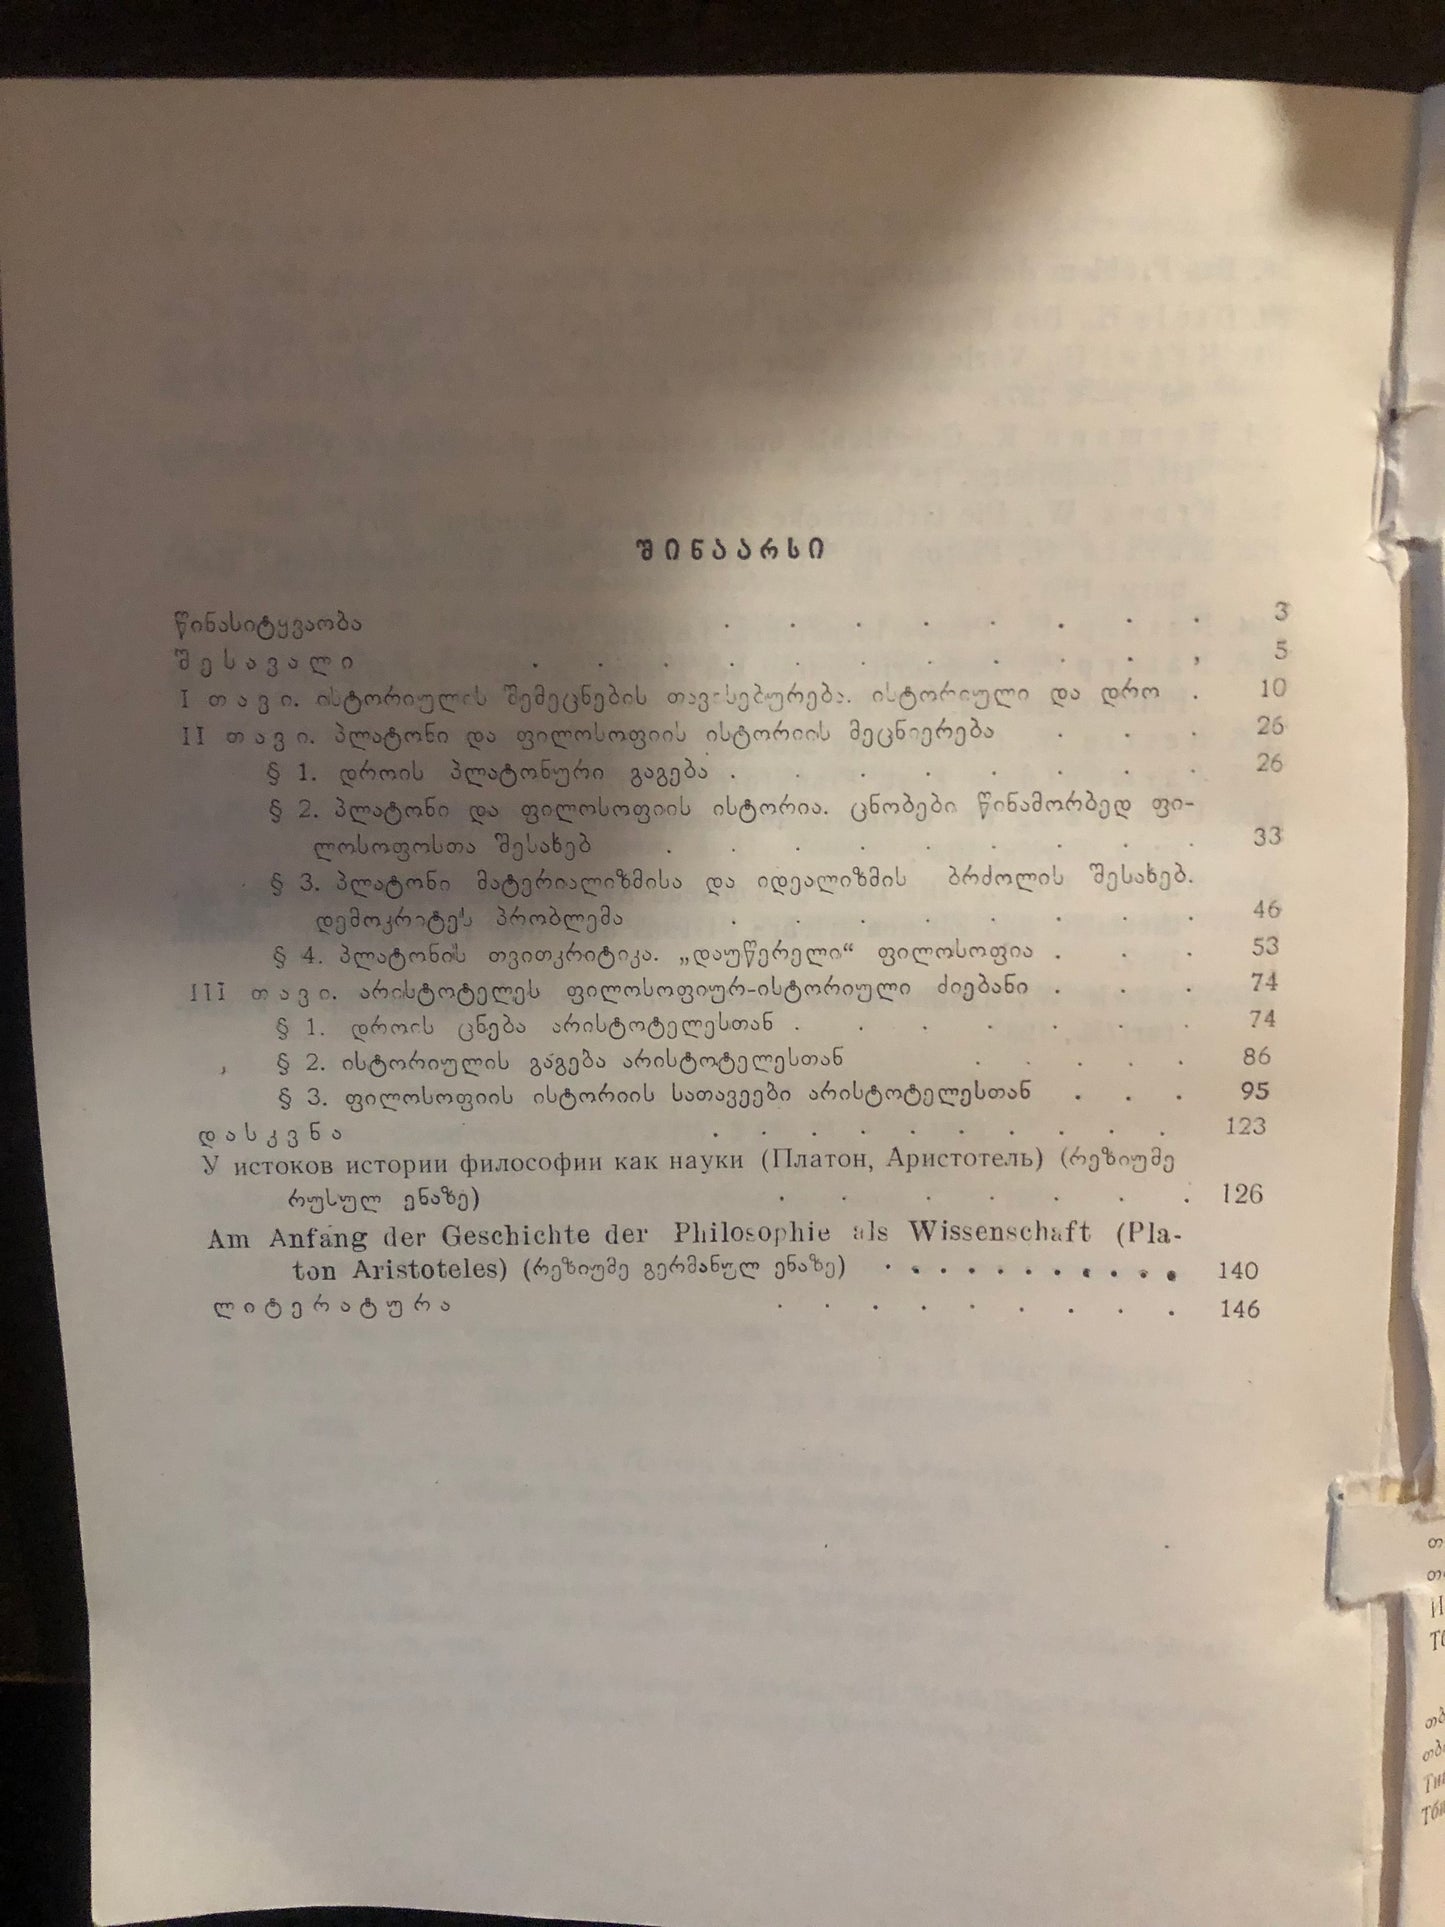 შინაარსი
წინასიტყვაობა . . . . . . . . 3
შესავალი . . . . . . . . . . , 5
I თავი. ისტორიულის შემეცნების თავისებურება. ისტორიული და დრო . 10
II თავი. პლატონი და ფილოსოფიის ისტორიის მეცნიერება . . . 26
§ 1. დროის პლატონური გაგება . . . . . . . . 26
§ 2. პლატონი და ფილოსოფიის ისტორია. ცნობები წინამორბედ ფი-
ლოსოფოსთა შესახებ . . . . . . . . . 33
§ 3. პლატონი მატერიალიზმისა და იდეალიზმის ბრძოლის შესახებ.
დემოკრიტეს პრობლემა . . . . . . . . 46
§ 4. პლატონის თვითკრიტიკა. „დაუწერელი“ ფილოსოფია . . . 53
III თავი. არისტოტელეს ფილოსოფიურ-ისტორიული ძიებანი . . . 74
§ 1. დროის ცნება არისტოტელესთან . . . . . . . 74
§ 2. ისტორიულის გაგება არისტოტელესთან . . . . 86
§ 3. ფილოსოფიის ისტორიის სათავეები არისტოტელესთან . . . 95
დასკვნა . . . . . . . . . . 123
У истоков истории философии как науки (Платон, Аристотель) (რეზიუმე
რუსულ ენაზე) . . . . . . . 126
Am Anfang der Geschichte der Philosophie als Wissenschaft (Pla-
ton Aristoteles) (რეზიუმე გერმანულ ენაზე) . . . . . . . . . . . 140
ლიტერატურა . . . . . . . . . 146